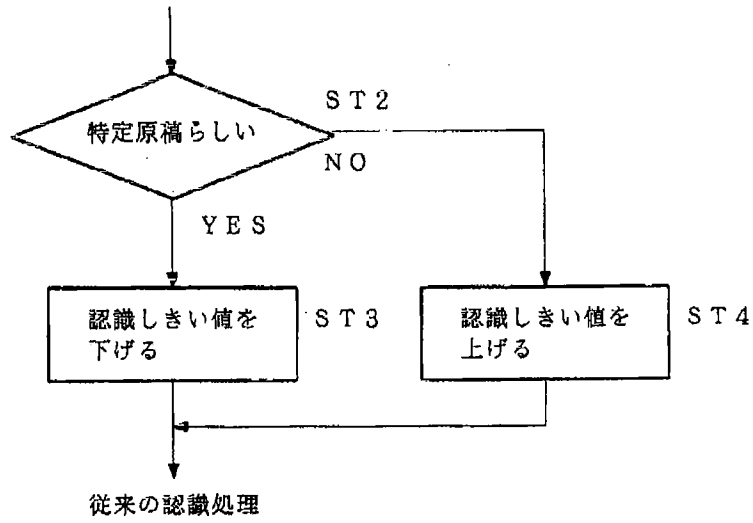 ST2
特定原稿らしい
NO
YES
認識しきい値を
下げる
ST3
認識しきい値を
上げる
ST4
従来の認識処理